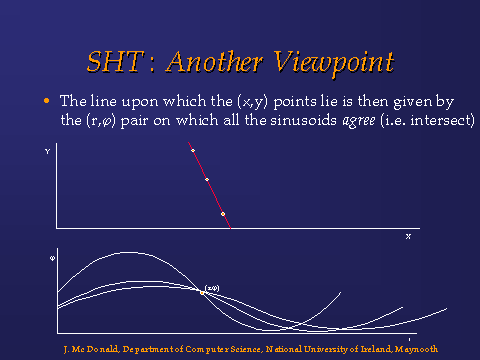 SHT : Another Viewpoint
• The line upon which the (x,y) points lie is then given by
the (r,φ) pair on which all the sinusoids agree (i.e. intersect)
Y
X
φ
(r,φ)
r
J. Mc Donald, Department of Computer Science, National University of Ireland, Maynooth